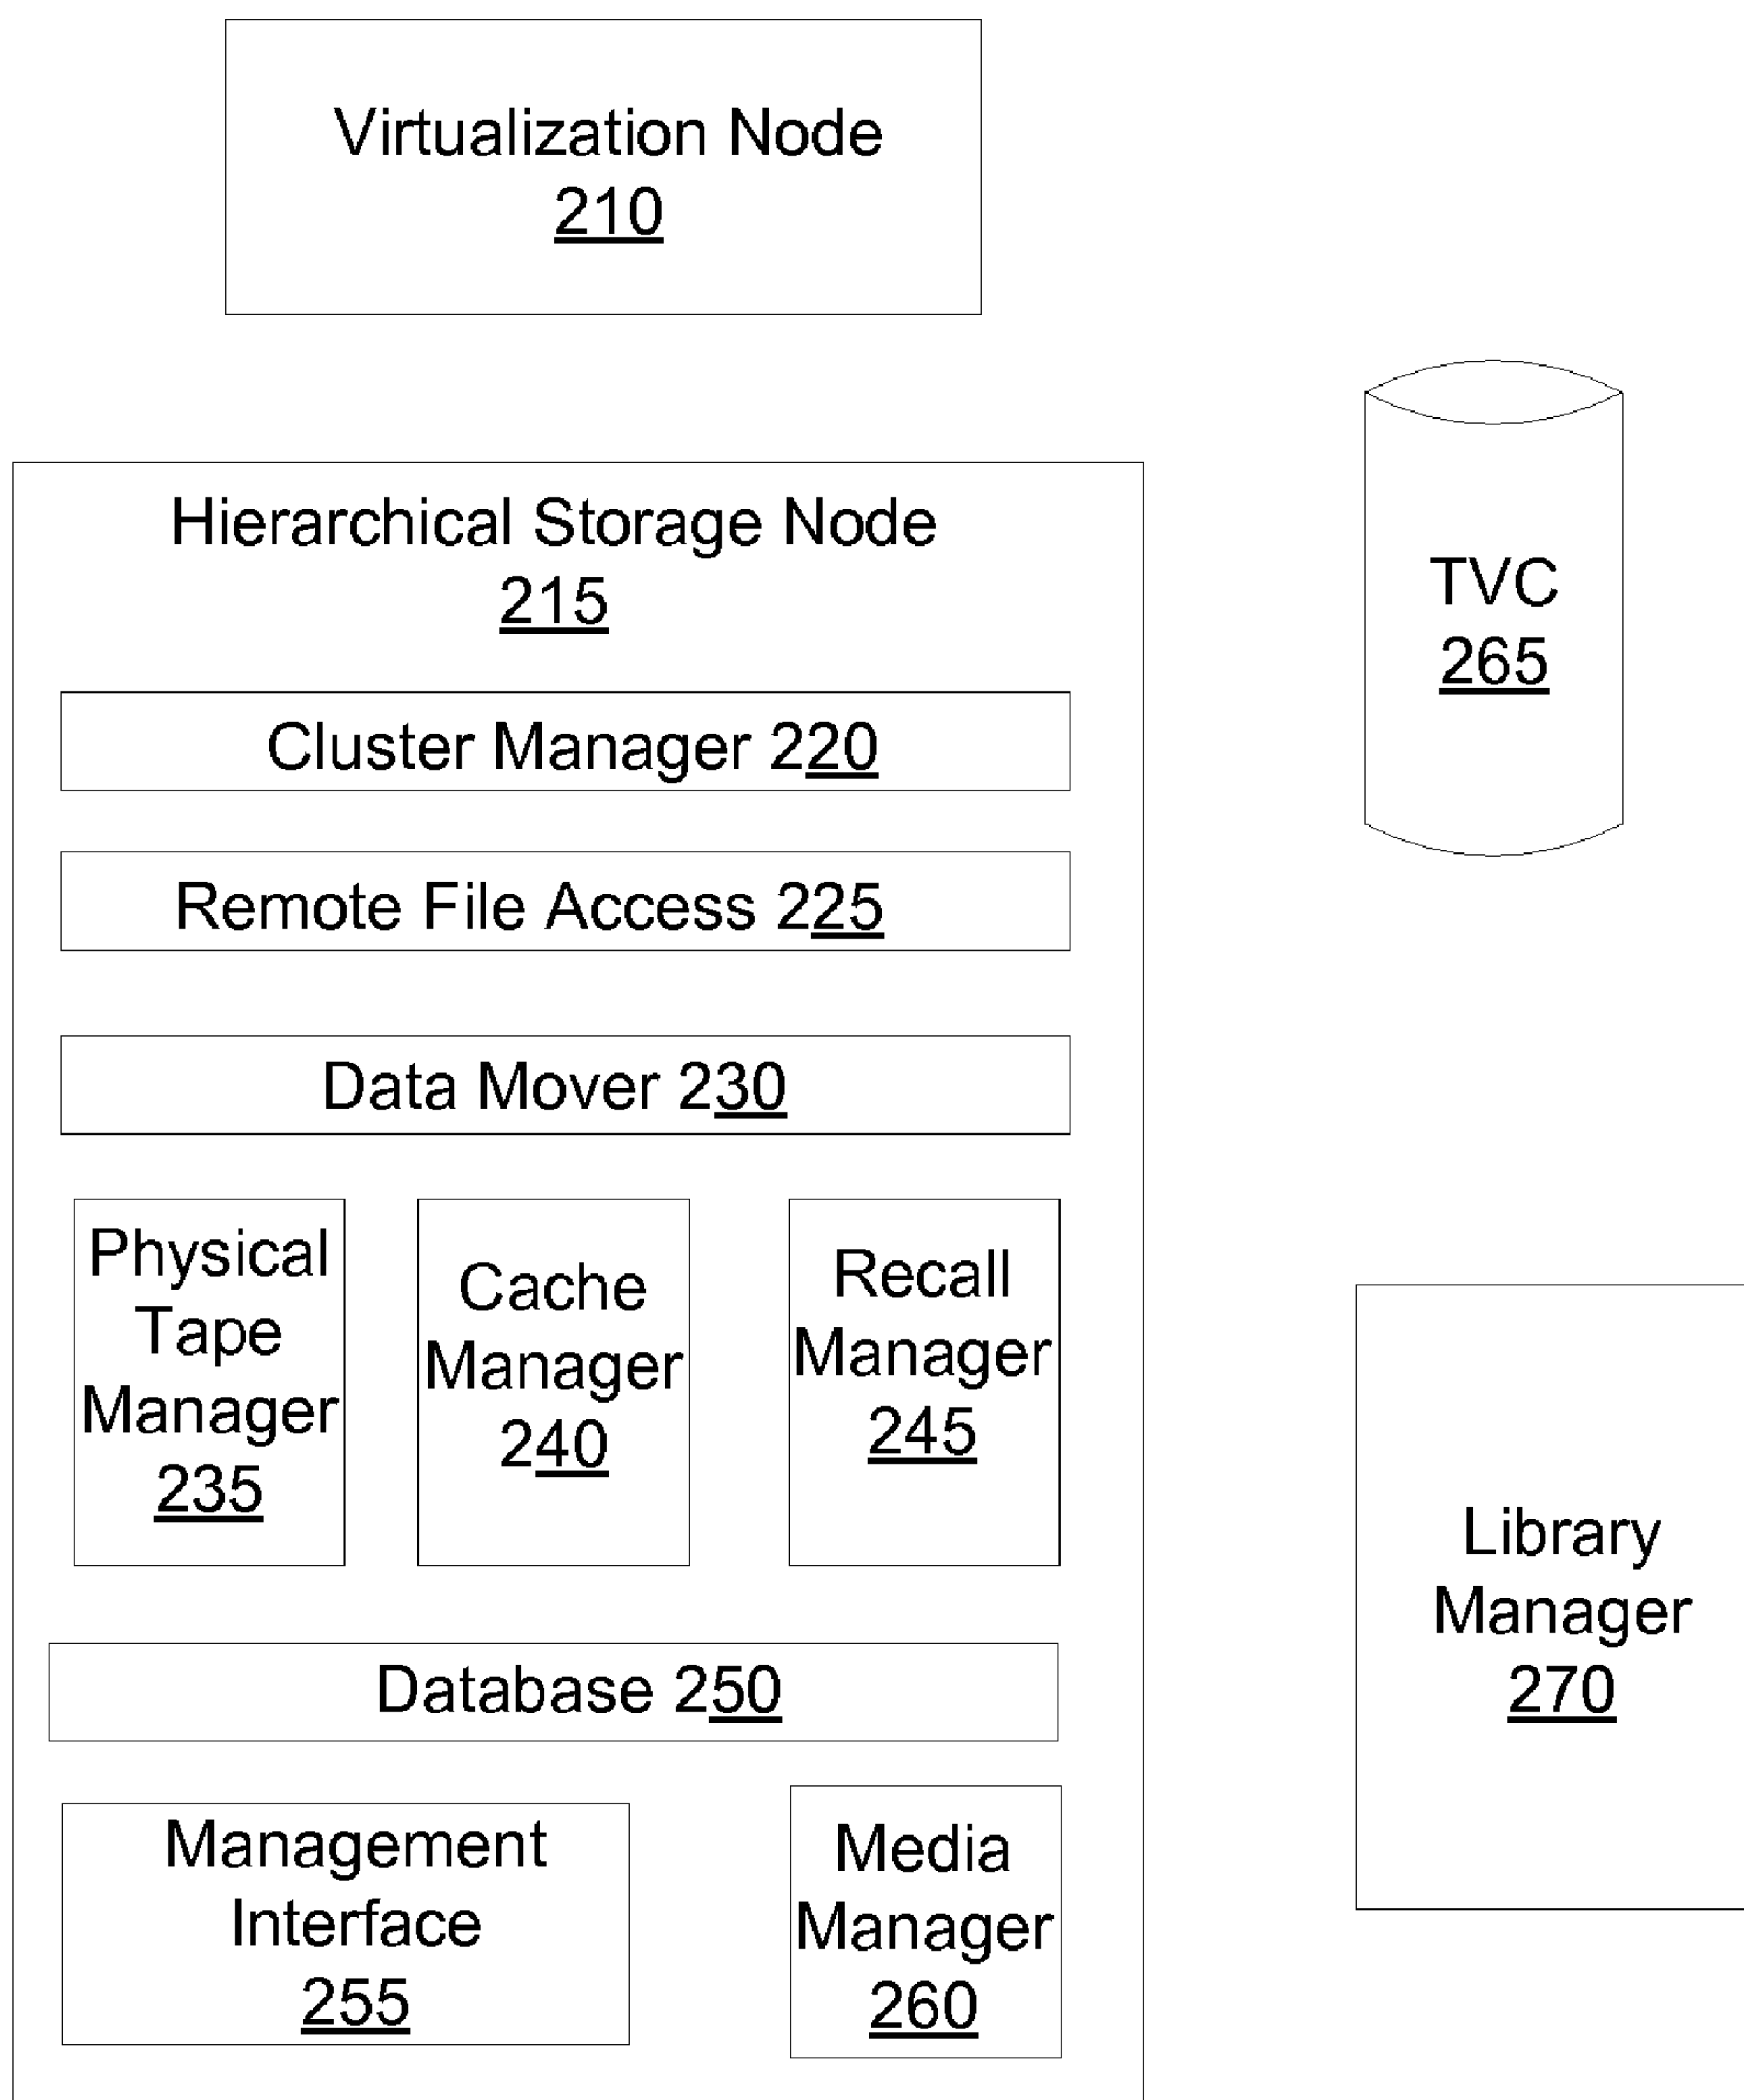 Virtualization Node
210
Hierarchical Storage Node
215
Cluster Manager 220
Remote File Access 225
Data Mover 230
Physical
Tape
Manager
235
Cache
Manager
240
Recall
Manager
245
Database 250
Management
Interface
255
Media
Manager
260
TVC
265
Library
Manager
270